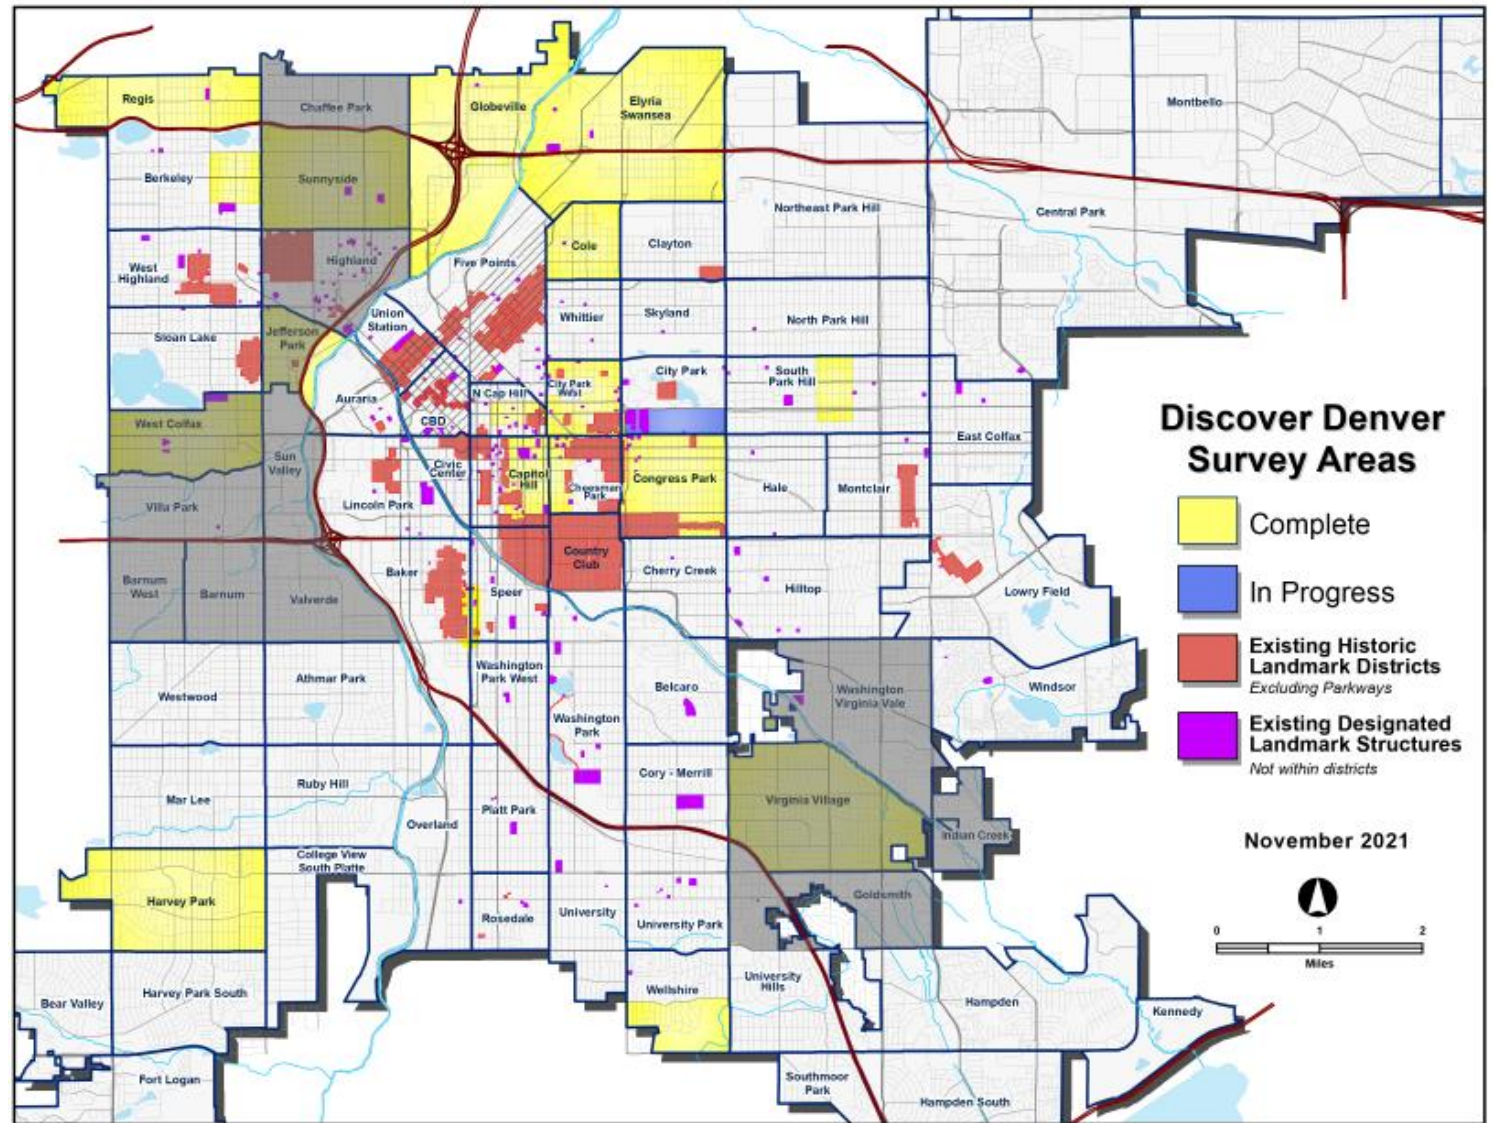 Regis
Chaffee Park
Globeville
Elyria
Swansea
Montbello
Berkeley
Sunnyside
Northeast Park Hill
Central Park
West
Highland
Highland
Five Points
Cole
Clayton
Sloan Lake
Jefferson
Park
Union
Station
Whittier
Skyland
North Park Hill
Auraria
N Cap Hill
City Park
West
City Park
South
Park Hill
West Colfax
CBD
East Colfax
Sun
Valley
Civic
Center
Capitol
Hill
Cheesman
Park
Congress Park
Hale
Montclair
Villa Park
Lincoln Park
Barnum
West
Barnum
Valverde
Baker
Speer
Country
Club
Cherry Creek
Hilltop
Lowry Field
Westwood
Athmar Park
Washington
Park West
Washington
Park
Belcaro
Washington
Virginia Vale
Windsor
Mar Lee
Ruby Hill
Overland
Platt Park
Cory - Merrill
Virginia Village
Indian Creek
College View
South Platte
Harvey Park
Rosedale
University
University Park
Goldsmith
Bear Valley
Harvey Park South
Wellshire
University
Hills
Hampden
Kennedy
Fort Logan
Southmoor
Park
Hampden South
Discover Denver
Survey Areas
Complete
In Progress
Existing Historic
Landmark Districts
Excluding Parkways
Existing Designated
Landmark Structures
Not within districts
November 2021
0 1 2
Miles